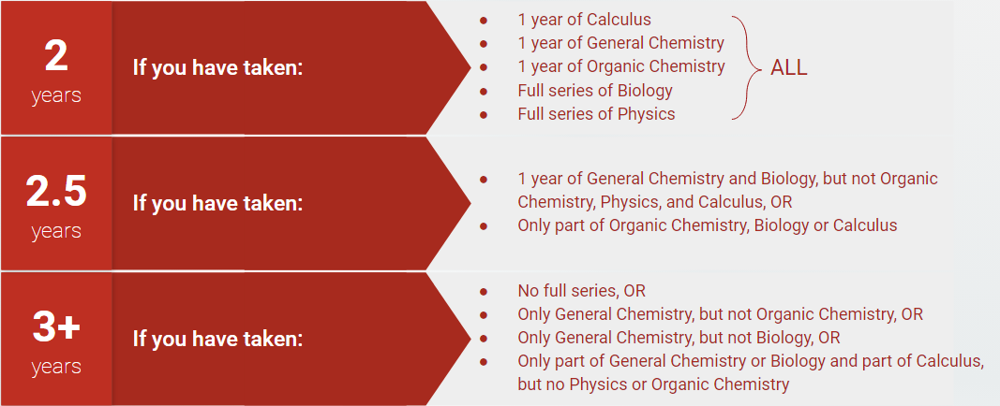 2
years
If you have taken:
● 1 year of Calculus
● 1 year of General Chemistry
● 1 year of Organic Chemistry
● Full series of Biology
● Full series of Physics
ALL
2.5
years
If you have taken:
● 1 year of General Chemistry and Biology, but not Organic
Chemistry, Physics, and Calculus, OR
● Only part of Organic Chemistry, Biology or Calculus
3+
years
If you have taken:
● No full series, OR
● Only General Chemistry, but not Organic Chemistry, OR
● Only General Chemistry, but not Biology, OR
● Only part of General Chemistry or Biology and part of Calculus,
but no Physics or Organic Chemistry